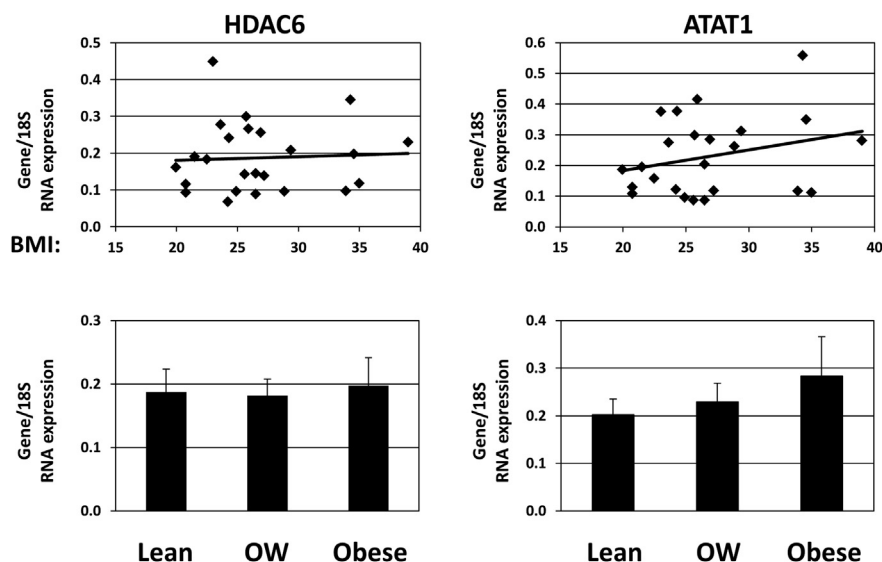 HDAC6
Gene/18S
RNA expression
0.5
0.4
0.3
0.2
0.1
0.0
BMI:
15 20 25 30 35 40
ATAT1
Gene/18S
RNA expression
0.6
0.5
0.4
0.3
0.2
0.1
0.0
15 20 25 30 35 40
Gene/18S
RNA expression
0.3
0.2
0.1
0.0
Lean OW Obese
Gene/18S
RNA expression
0.4
0.3
0.2
0.1
0.0
Lean OW Obese